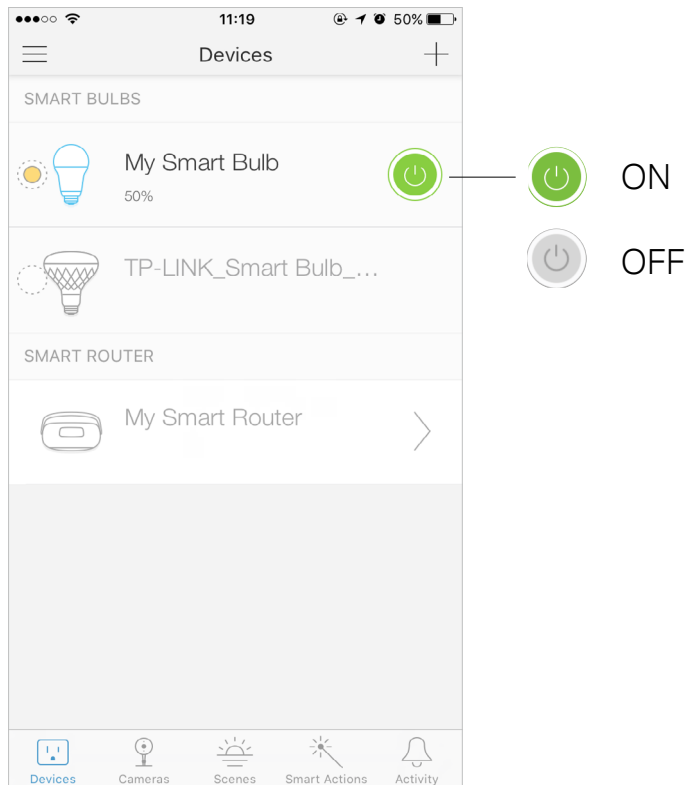 11:19
50%
Devices
SMART BULBS
My Smart Bulb
50%
ON
OFF
TP-LINK_Smart Bulb_...
SMART ROUTER
My Smart Router
Devices Cameras Scenes Smart Actions Activity